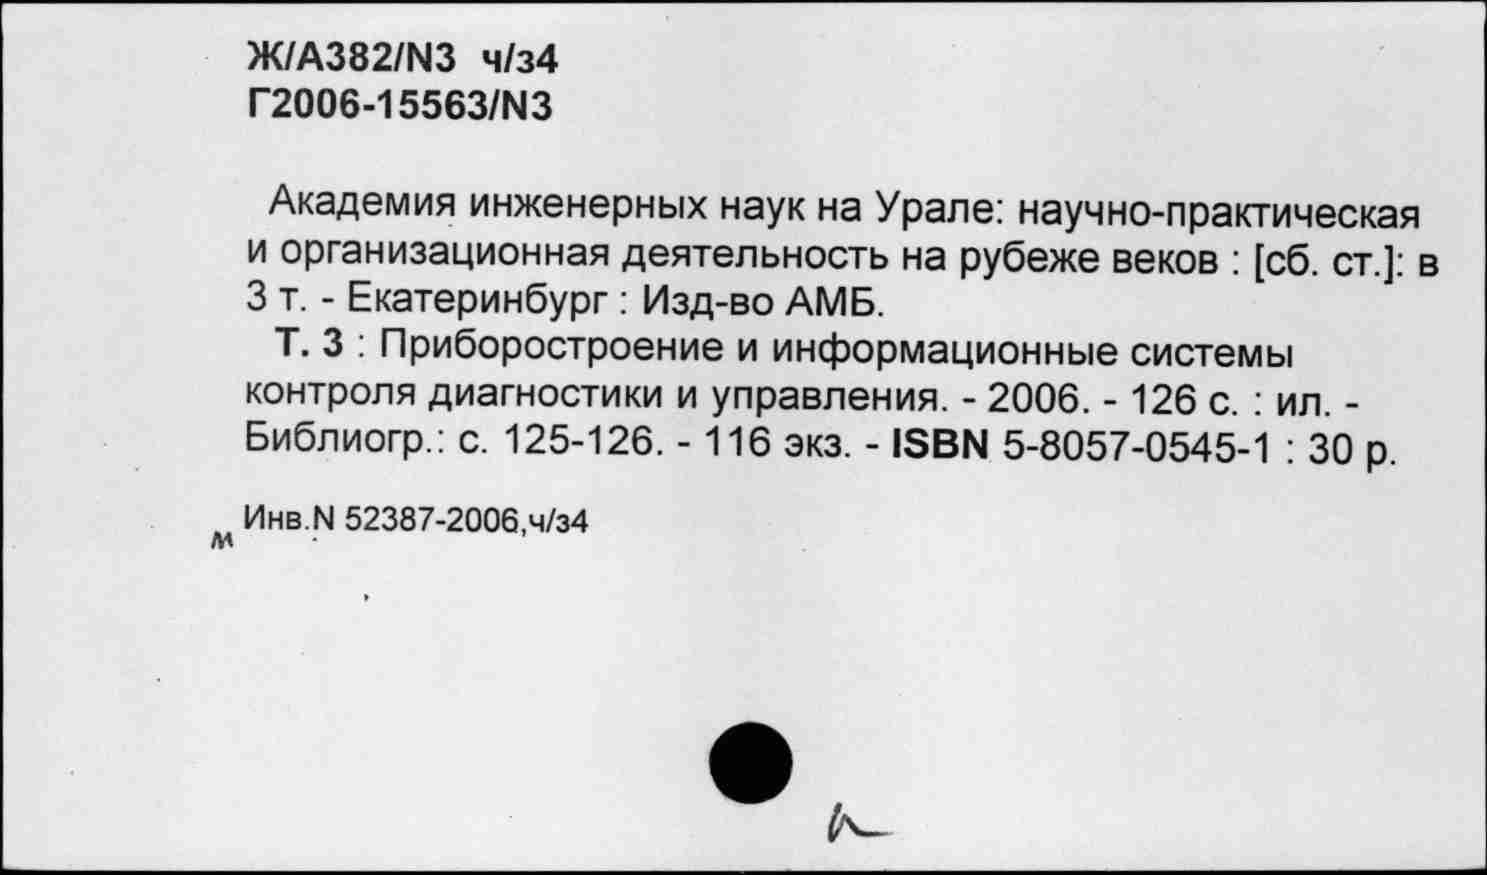 Ж/А382/N3 ч/з4
Г2006-15563/N3
Академия инженерных наук на Урале: научно-практическая
и организационная деятельность на рубеже веков : [сб. ст.]: в
3 т. - Екатеринбург : Изд-во АМБ.
Т. 3 : Приборостроение и информационные системы
контроля диагностики и управления. - 2006. - 126 с. : ил. -
Библиогр.: с. 125-126. - 116 экз. - ISBN 5-8057-0545-1 : 30 р.
Инв.N 52387-2006,ч/з4
м